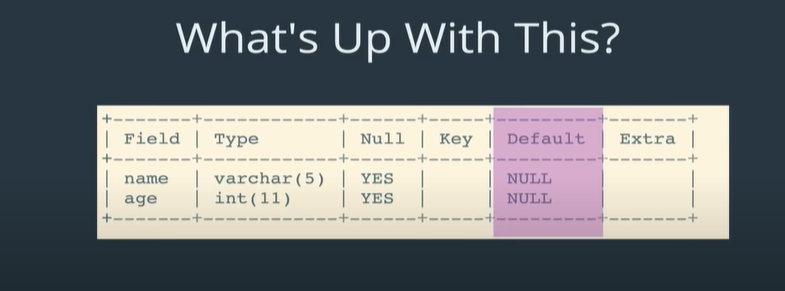 What's Up With This?
+-------+------------+------+-----+---------+-------+
| Field | Type       | Null | Key | Default | Extra |
+-------+------------+------+-----+---------+-------+
| name  | varchar(5) | YES  |     | NULL    |       |
| age   | int(11)    | YES  |     | NULL    |       |
+-------+------------+------+-----+---------+-------+